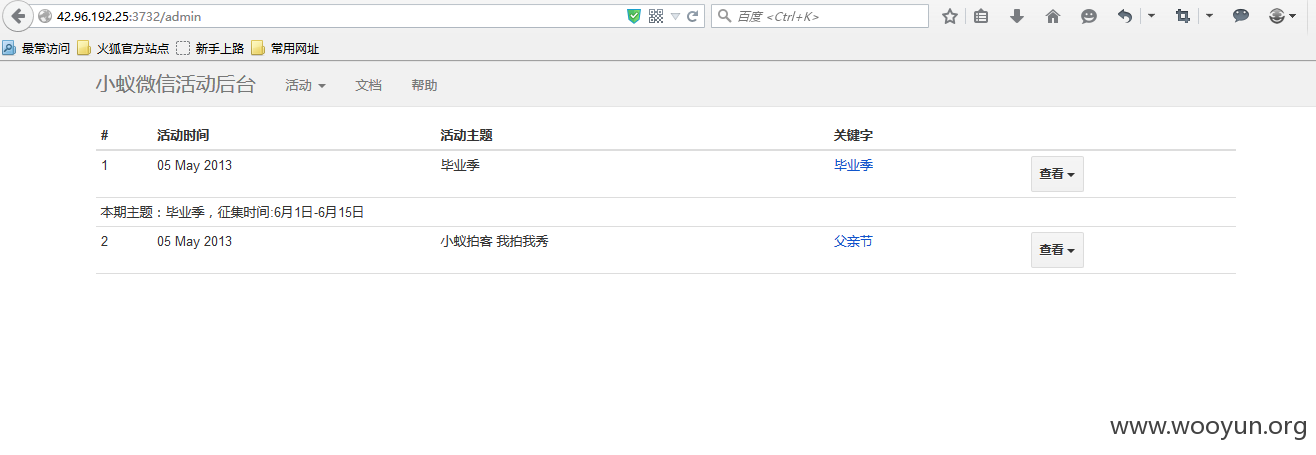 42.96.192.25:3732/admin
百度 <Ctrl+K>
最常访问 火狐官方站点 新手上路 常用网址
小蚁微信活动后台 活动 文档 帮助
# 活动时间 活动主题 关键字
1 05 May 2013 毕业季 毕业季 查看
本期主题：毕业季，征集时间:6月1日-6月15日
2 05 May 2013 小蚁拍客 我拍我秀 父亲节 查看
www.wooyun.org